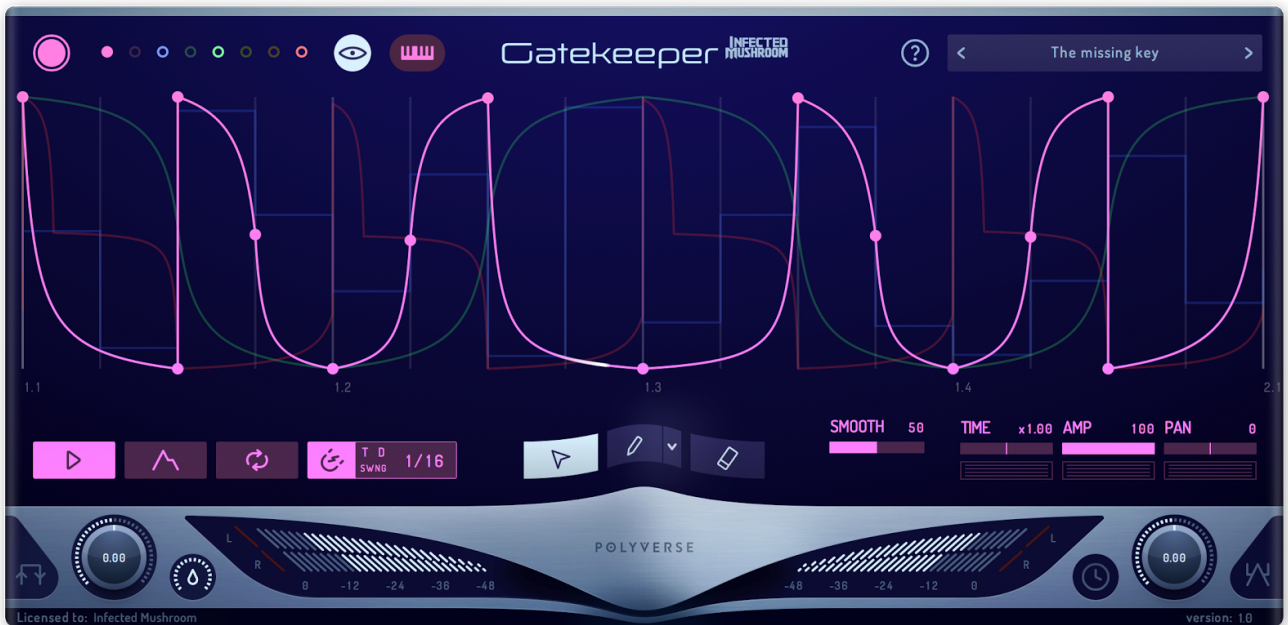 Gatekeeper INFECTED MUSHROOM
? < The missing key >
1.1 1.2 1.3 1.4 2.1
SMOOTH 50 TIME x1.00 AMP 100 PAN 0
T D
SWNG 1/16
POLYVERSE
L L
0.00 0.00
R R
0 -12 -24 -36 -48 -48 -36 -24 -12 0
Licensed to: Infected Mushroom version: 1.0